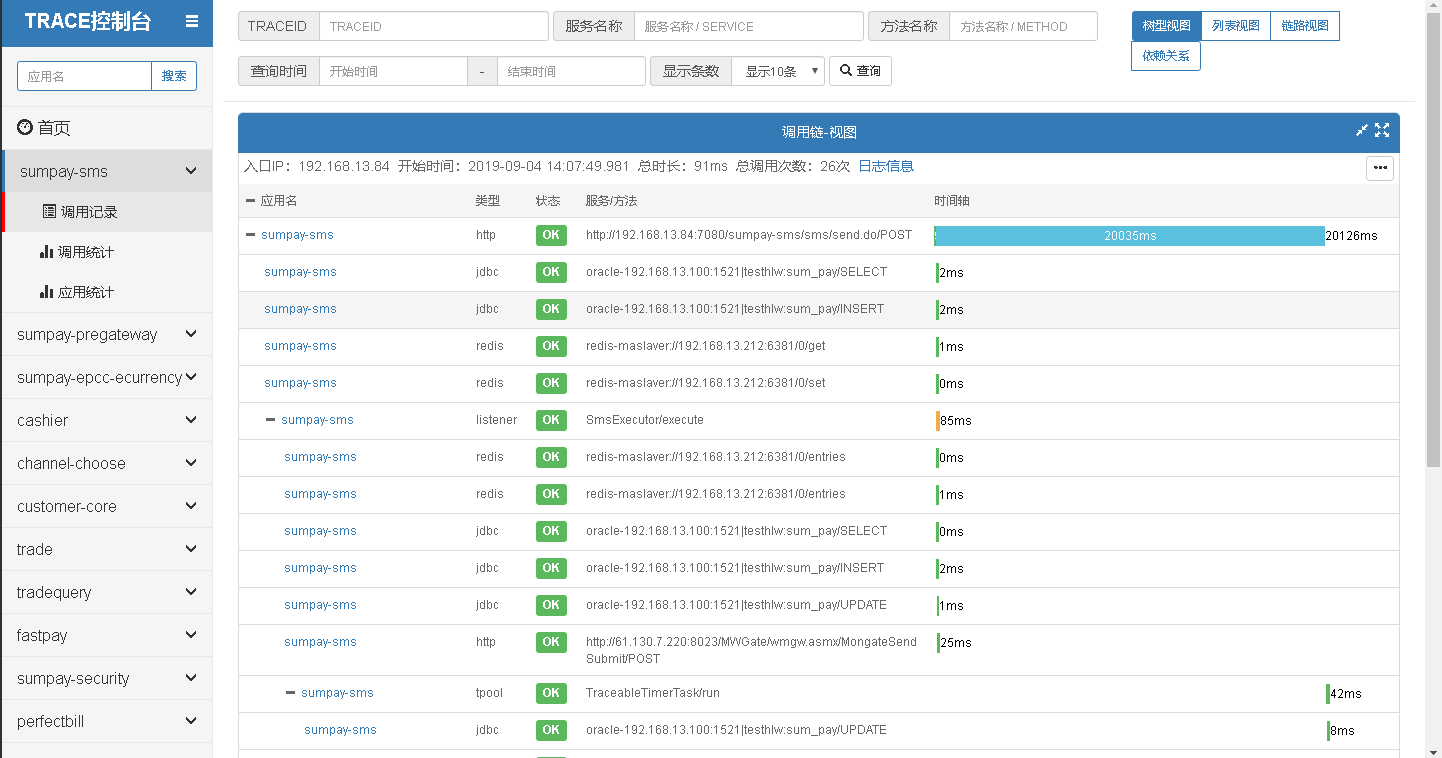 TRACE控制台
应用名 搜索
首页
sumpay-sms
调用记录
调用统计
应用统计
sumpay-pregateway
sumpay-epcc-ecurrency
cashier
channel-choose
customer-core
trade
tradequery
fastpay
sumpay-security
perfectbill
TRACEID TRACEID 服务名称 服务名称 / SERVICE 方法名称 方法名称 / METHOD
查询时间 开始时间 - 结束时间 显示条数 显示10条 查询
树型视图 列表视图 链路视图
依赖关系
调用链-视图
入口IP：192.168.13.84 开始时间：2019-09-04 14:07:49.981 总时长：91ms 总调用次数：26次 日志信息
应用名 类型 状态 服务/方法 时间轴
sumpay-sms http OK http://192.168.13.84:7080/sumpay-sms/sms/send.do/POST 20035ms 20126ms
sumpay-sms jdbc OK oracle-192.168.13.100:1521|testhlw:sum_pay/SELECT 2ms
sumpay-sms jdbc OK oracle-192.168.13.100:1521|testhlw:sum_pay/INSERT 2ms
sumpay-sms redis OK redis-maslaver://192.168.13.212:6381/0/get 1ms
sumpay-sms redis OK redis-maslaver://192.168.13.212:6381/0/set 0ms
sumpay-sms listener OK SmsExecutor/execute 85ms
sumpay-sms redis OK redis-maslaver://192.168.13.212:6381/0/entries 0ms
sumpay-sms redis OK redis-maslaver://192.168.13.212:6381/0/entries 1ms
sumpay-sms jdbc OK oracle-192.168.13.100:1521|testhlw:sum_pay/SELECT 0ms
sumpay-sms jdbc OK oracle-192.168.13.100:1521|testhlw:sum_pay/INSERT 2ms
sumpay-sms jdbc OK oracle-192.168.13.100:1521|testhlw:sum_pay/UPDATE 1ms
sumpay-sms http OK http://61.130.7.220:8023/MWGate/wmgw.asmx/MongateSend 25ms
Submit/POST
sumpay-sms tpool OK TraceableTimerTask/run 42ms
sumpay-sms jdbc OK oracle-192.168.13.100:1521|testhlw:sum_pay/UPDATE 8ms